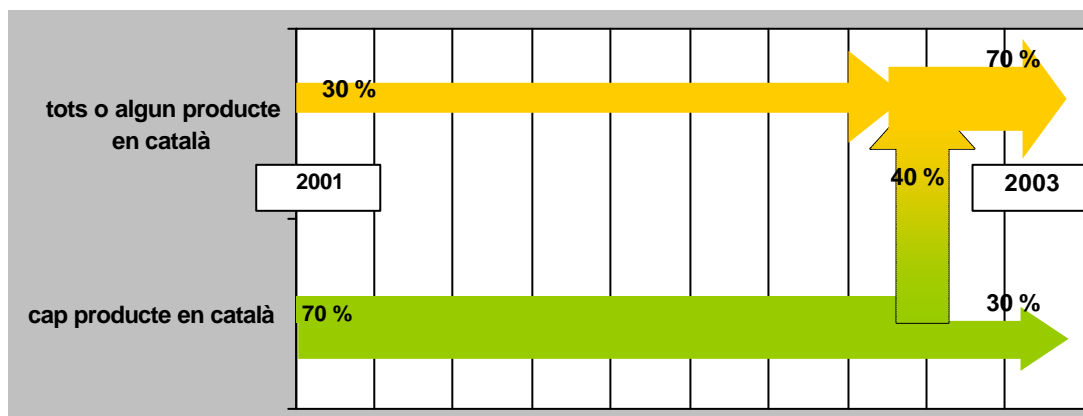 70 %
30 %
tots o algun producte
en català
2001
40 %
2003
cap producte en català
70 %
30 %